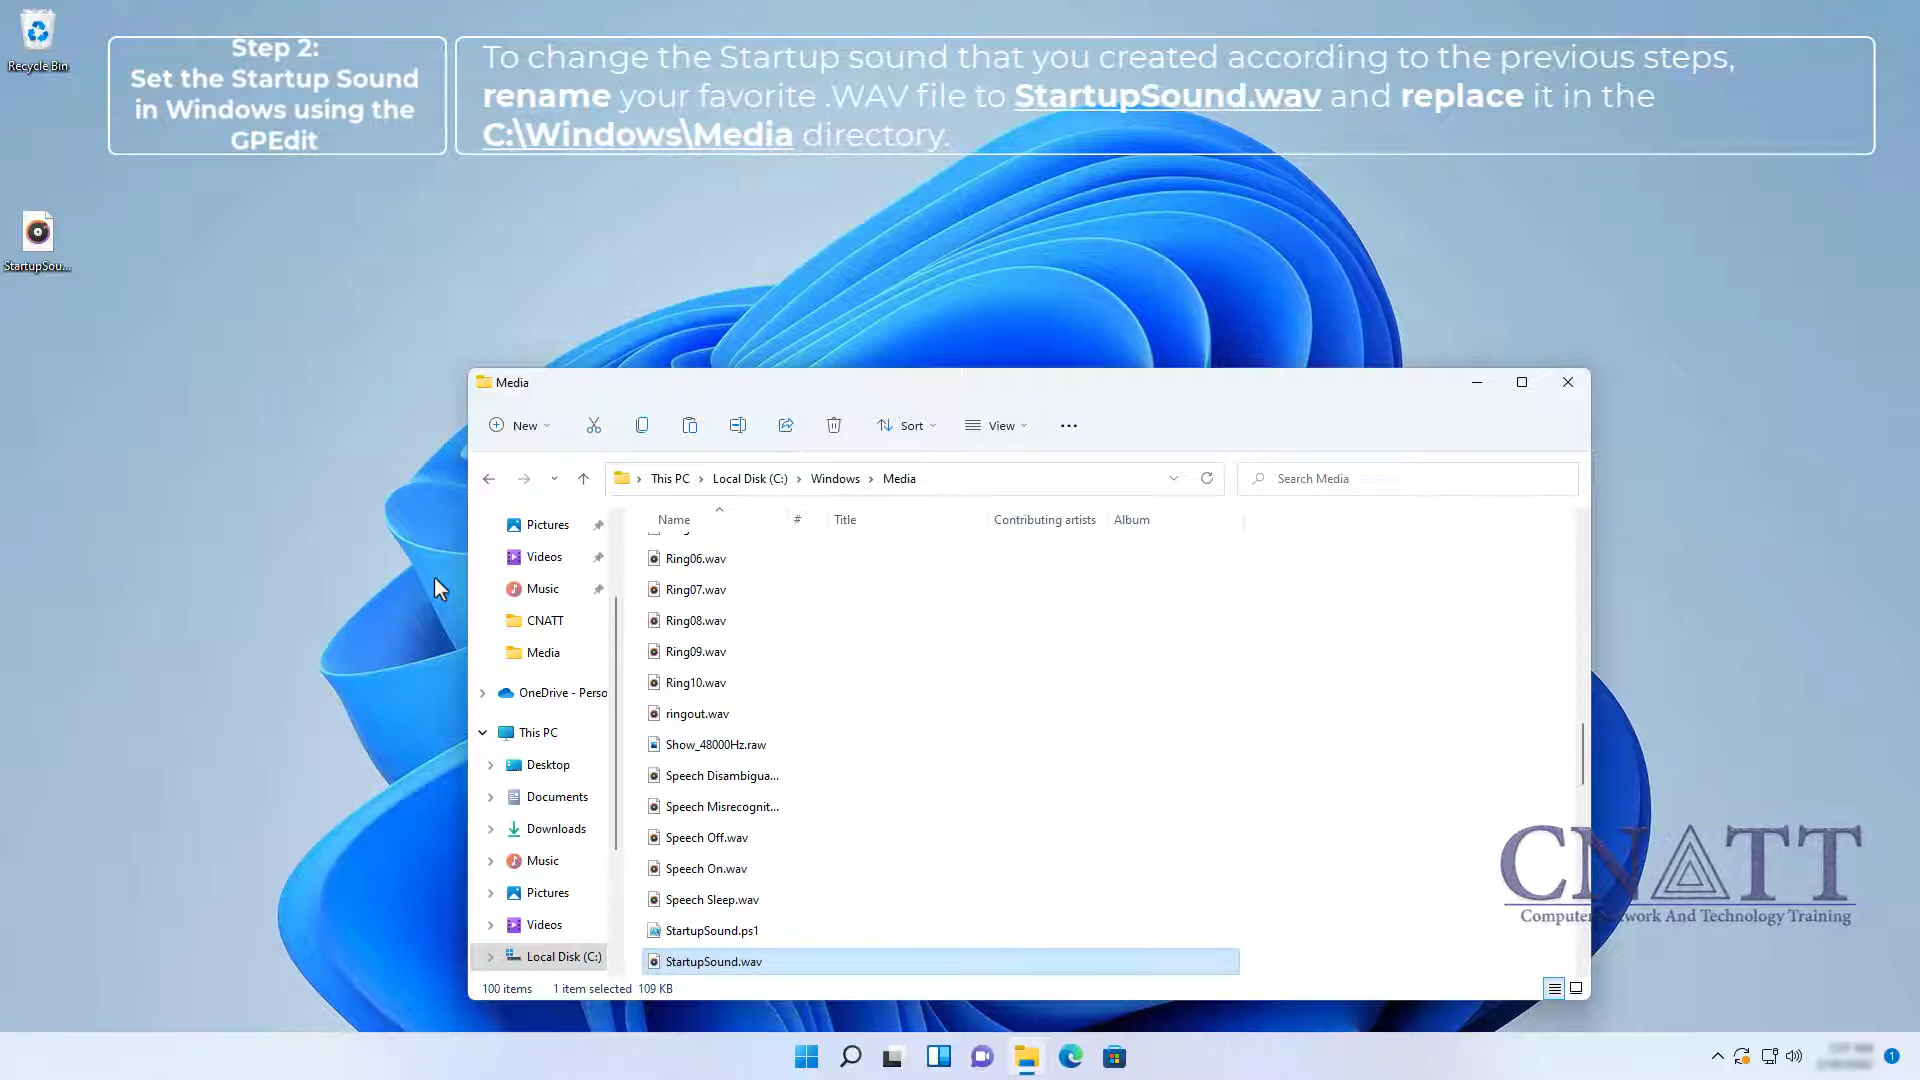 Recycle Bin
Step 2:
Set the Startup Sound
in Windows using the
GPEdit
To change the Startup sound that you created according to the previous steps,
rename your favorite .WAV file to StartupSound.wav and replace it in the
C:\Windows\Media directory.
StartupSou...
Media
New
Sort
View
This PC
Local Disk (C:)
Windows
Media
Search Media
Pictures
Videos
Music
CNATT
Media
OneDrive - Perso
This PC
Desktop
Documents
Downloads
Music
Pictures
Videos
Local Disk (C:)
Name
#
Title
Contributing artists
Album
Ring06.wav
Ring07.wav
Ring08.wav
Ring09.wav
Ring10.wav
ringout.wav
Show_48000Hz.raw
Speech Disambigua...
Speech Misrecognit...
Speech Off.wav
Speech On.wav
Speech Sleep.wav
StartupSound.ps1
StartupSound.wav
100 items
1 item selected
109 KB
CNATT
Computer Network And Technology Training
1